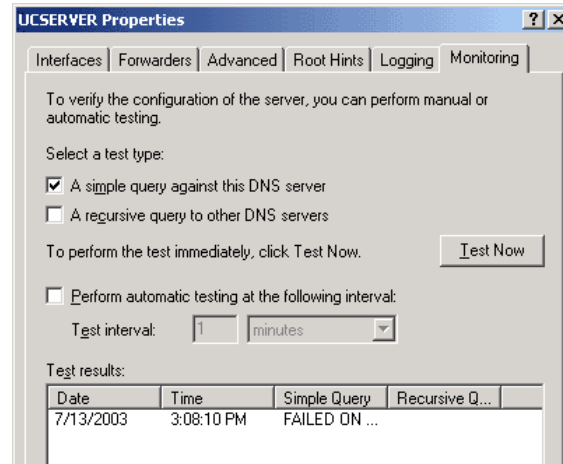 UCSERVER Properties
Interfaces Forwarders Advanced Root Hints Logging Monitoring
To verify the configuration of the server, you can perform manual or
automatic testing.
Select a test type:
A simple query against this DNS server
A recursive query to other DNS servers
To perform the test immediately, click Test Now. Test Now
Perform automatic testing at the following interval:
Test interval: 1 minutes
Test results:
Date Time Simple Query Recursive Q...
7/13/2003 3:08:10 PM FAILED ON ...